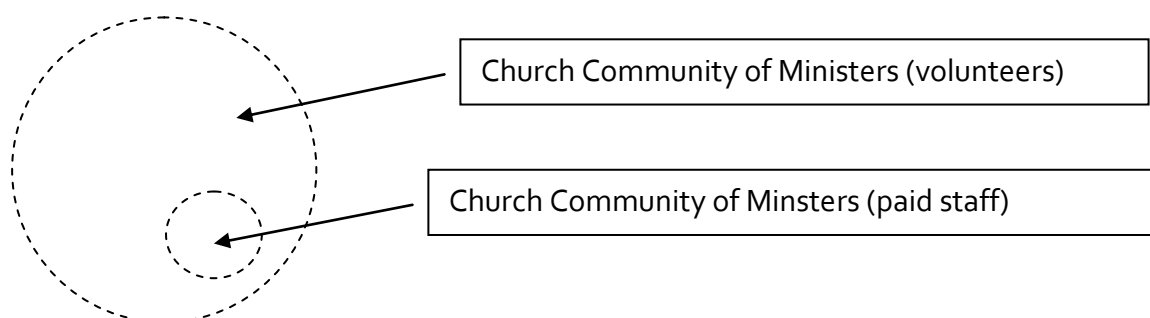 Church Community of Ministers (volunteers)
Church Community of Minsters (paid staff)